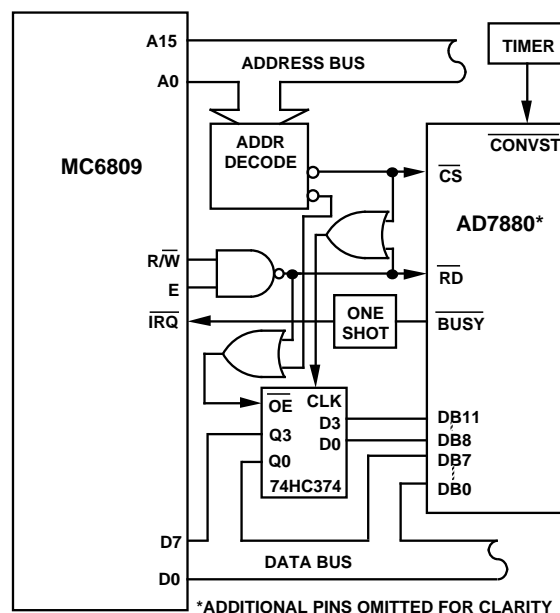 A15
ADDRESS BUS
TIMER
A0
ADDR
DECODE
CONVST
MC6809
CS
AD7880*
R/W
RD
E
IRQ
ONE
SHOT
BUSY
OE CLK
D3
DB11
Q3
D0
DB8
Q0
DB7
74HC374
DB0
D7
DATA BUS
D0
*ADDITIONAL PINS OMITTED FOR CLARITY